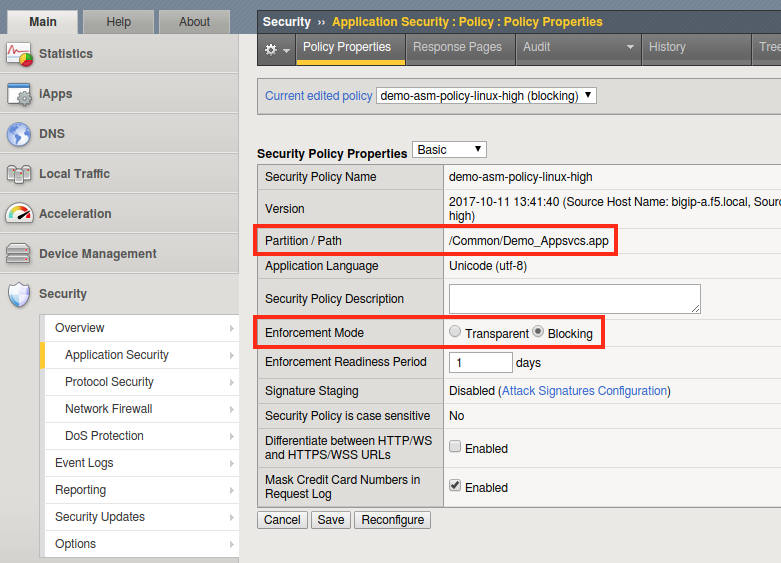 Main
Help
About
Statistics
iApps
DNS
Local Traffic
Acceleration
Device Management
Security
Overview
Application Security
Protocol Security
Network Firewall
DoS Protection
Event Logs
Reporting
Security Updates
Options
Security ›› Application Security : Policy : Policy Properties
Policy Properties
Response Pages
Audit
History
Tree
Current edited policy demo-asm-policy-linux-high (blocking)
Security Policy Properties Basic
Security Policy Name demo-asm-policy-linux-high
Version 2017-10-11 13:41:40 (Source Host Name: bigip-a.f5.local, Sour
high)
Partition / Path /Common/Demo_Appsvcs.app
Application Language Unicode (utf-8)
Security Policy Description
Enforcement Mode Transparent Blocking
Enforcement Readiness Period 1 days
Signature Staging Disabled (Attack Signatures Configuration)
Security Policy is case sensitive No
Differentiate between HTTP/WS
and HTTPS/WSS URLs Enabled
Mask Credit Card Numbers in
Request Log Enabled
Cancel Save Reconfigure